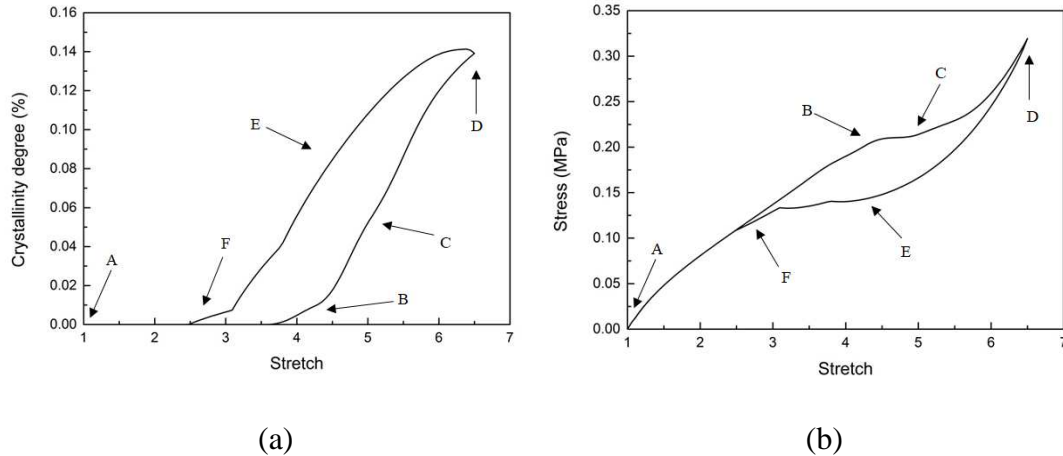 0.16
0.14
0.12
0.10
0.08
0.06
0.04
0.02
0.00
Crystallinity degree (%)
1 2 3 4 5 6 7
Stretch
A
B
C
D
E
F
(a)
0.35
0.30
0.25
0.20
0.15
0.10
0.05
0.00
Stress (MPa)
1 2 3 4 5 6 7
Stretch
A
B
C
D
E
F
(b)